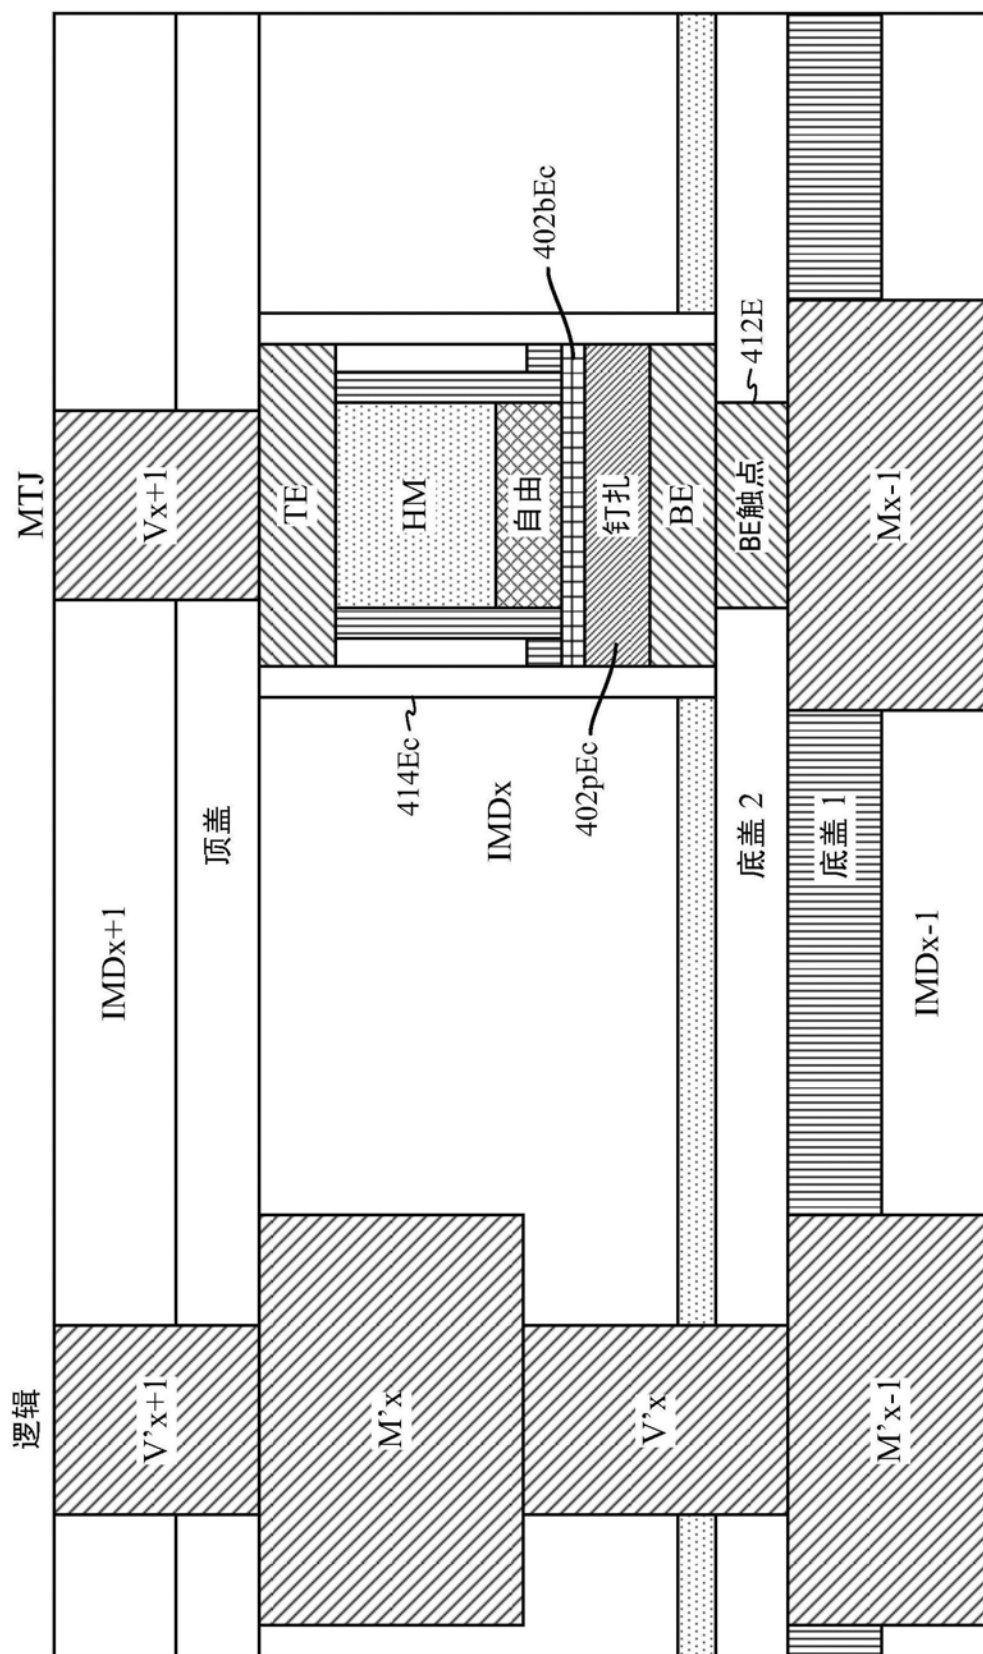 逻辑
MTJ
V'x+1
IMDx+1
Vx+1
顶盖
TE
M'x
HM
414Ec
402bEc
IMDx
自由
402pEc
钉扎
V'x
BE
底盖 2
BE触点
412E
底盖 1
M'x-1
IMDx-1
Mx-1